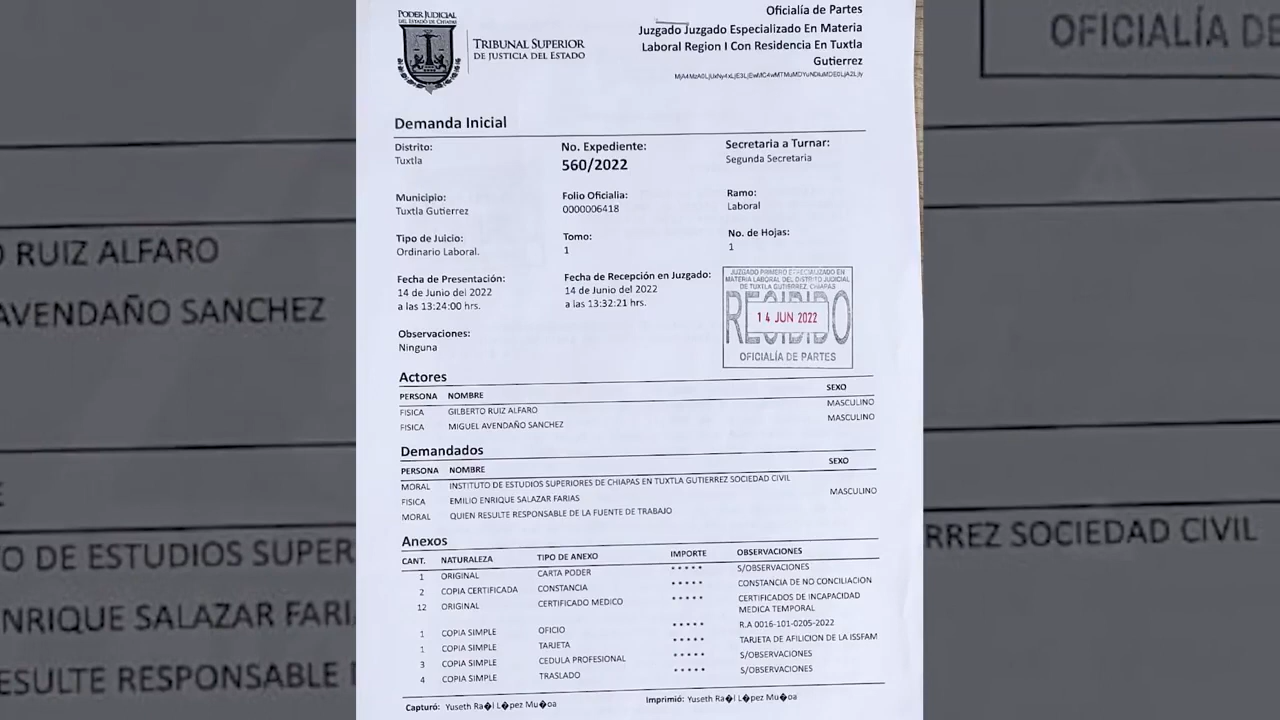 PODER JUDICIAL
DEL ESTADO DE CHIAPAS
TRIBUNAL SUPERIOR
DE JUSTICIA DEL ESTADO
Oficialía de Partes
Juzgado Juzgado Especializado En Materia
Laboral Region I Con Residencia En Tuxtla
Gutierrez
Demanda Inicial
Distrito:
Tuxtla
No. Expediente:
560/2022
Secretaria a Turnar:
Segunda Secretaria
Municipio:
Tuxtla Gutierrez
Folio Oficialia:
0000006418
Ramo:
Laboral
Tipo de Juicio:
Ordinario Laboral.
Tomo:
1
No. de Hojas:
1
Fecha de Presentación:
14 de Junio del 2022
a las 13:24:00 hrs.
Fecha de Recepción en Juzgado:
14 de Junio del 2022
a las 13:32:21 hrs.
JUZGADO PRIMERO ESPECIALIZADO EN
MATERIA LABORAL DEL DISTRITO JUDICIAL
DE TUXTLA GUTIERREZ, CHIAPAS
RECIBIDO
14 JUN 2022
OFICIALÍA DE PARTES
Observaciones:
Ninguna
Actores
PERSONA NOMBRE SEXO
FISICA GILBERTO RUIZ ALFARO MASCULINO
FISICA MIGUEL AVENDAÑO SANCHEZ MASCULINO
Demandados
PERSONA NOMBRE SEXO
MORAL INSTITUTO DE ESTUDIOS SUPERIORES DE CHIAPAS EN TUXTLA GUTIERREZ SOCIEDAD CIVIL
FISICA EMILIO ENRIQUE SALAZAR FARIAS MASCULINO
MORAL QUIEN RESULTE RESPONSABLE DE LA FUENTE DE TRABAJO
Anexos
CANT. NATURALEZA TIPO DE ANEXO IMPORTE OBSERVACIONES
1 ORIGINAL CARTA PODER ***** S/OBSERVACIONES
2 COPIA CERTIFICADA CONSTANCIA ***** CONSTANCIA DE NO CONCILIACION
12 ORIGINAL CERTIFICADO MEDICO ***** CERTIFICADOS DE INCAPACIDAD
MEDICA TEMPORAL
1 COPIA SIMPLE OFICIO ***** R.A 0016-101-0205-2022
1 COPIA SIMPLE TARJETA ***** TARJETA DE AFILICION DE LA ISSFAM
3 COPIA SIMPLE CEDULA PROFESIONAL ***** S/OBSERVACIONES
4 COPIA SIMPLE TRASLADO ***** S/OBSERVACIONES
Capturó: Yuseth Ra�l L�pez Mu�oa
Imprimió: Yuseth Ra�l L�pez Mu�oa
O RUIZ ALFARO
AVENDAÑO SANCHEZ
O DE ESTUDIOS SUPER
NRIQUE SALAZAR FARI
ESULTE RESPONSABLE
OFICIALÍA DE
RREZ SOCIEDAD CIVIL